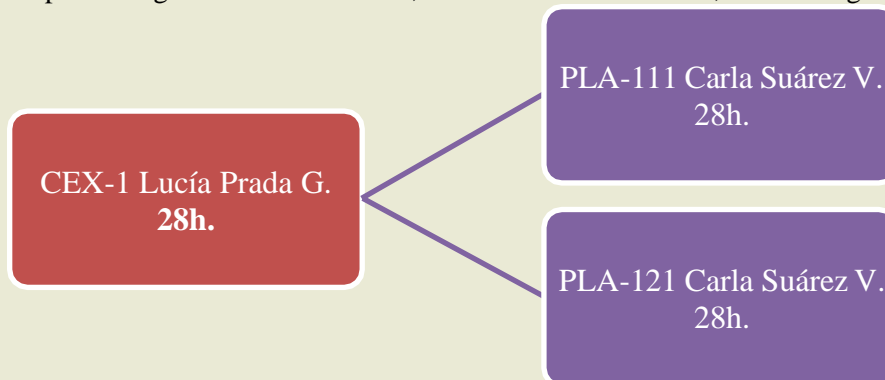 CEX-1 Lucía Prada G.
28h.
PLA-111 Carla Suárez V.
28h.
PLA-121 Carla Suárez V.
28h.